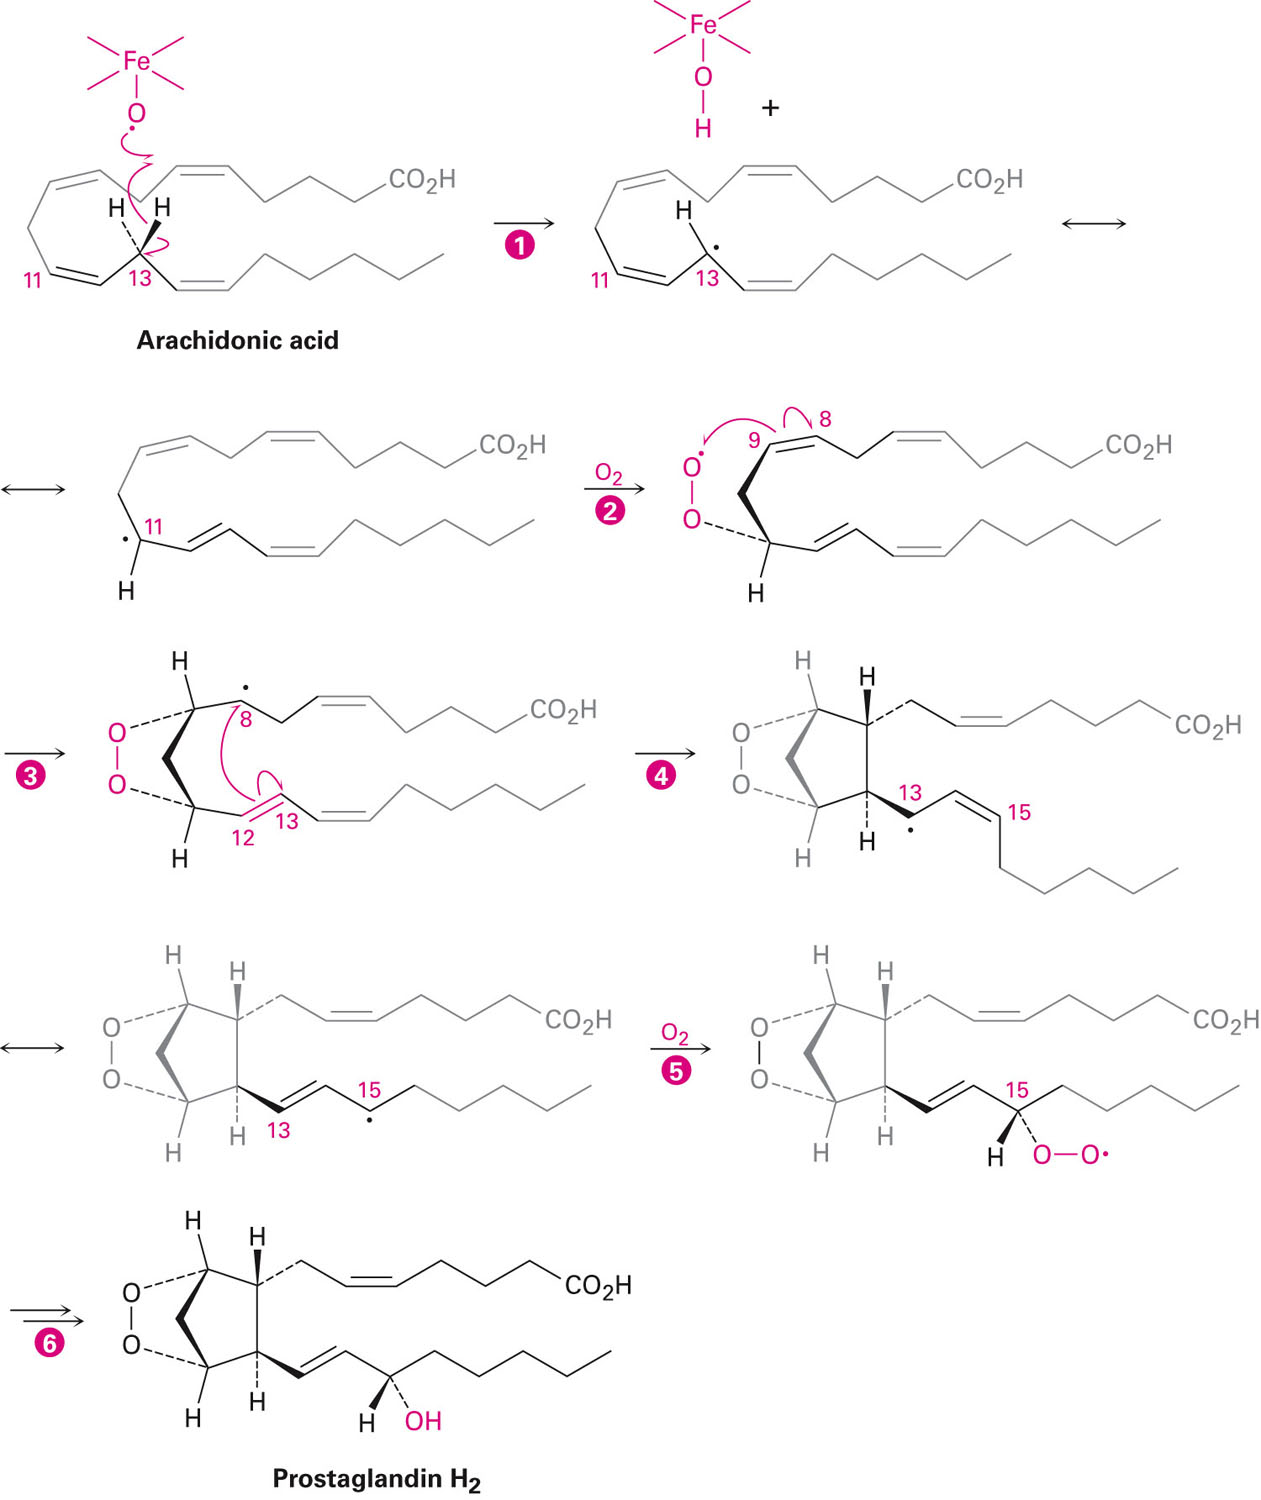 Fe
Fe
O
O
H
+
CO2H
CO2H
H H
H
11
13
1
11
13
Arachidonic acid
CO2H
11
H
O2
2
O
O
9
8
CO2H
H
H
O
O
8
CO2H
12
13
H
3
4
H
H
O
O
CO2H
13
15
H
H
H
H
O
O
CO2H
15
13
H
H
O2
5
H
H
O
O
CO2H
15
H
H
H
O—O
6
H
H
O
O
CO2H
H
H
H
OH
Prostaglandin H2